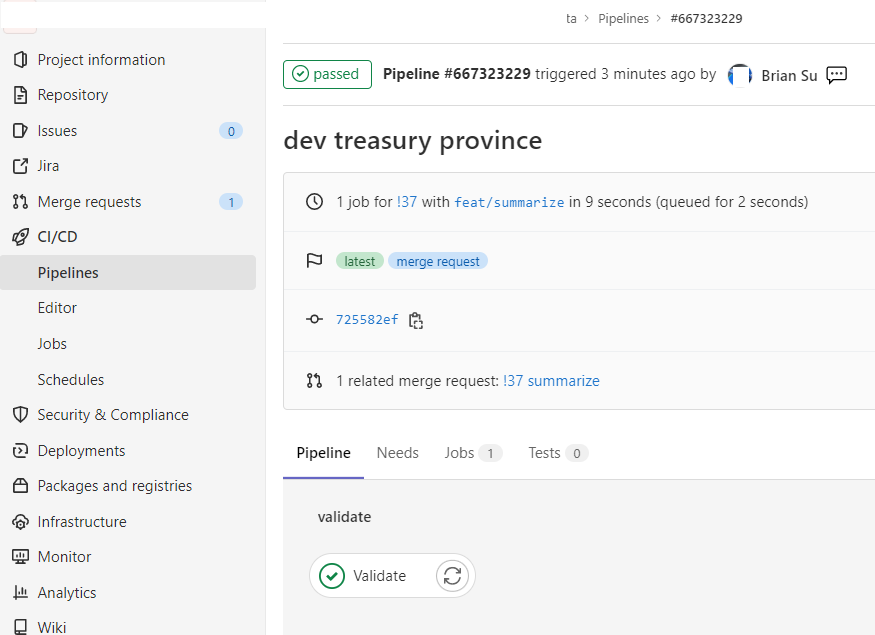 ta > Pipelines > #667323229
Project information
Repository
Issues 0
Jira
Merge requests 1
CI/CD
Pipelines
Editor
Jobs
Schedules
Security & Compliance
Deployments
Packages and registries
Infrastructure
Monitor
Analytics
Wiki
passed Pipeline #667323229 triggered 3 minutes ago by Brian Su
dev treasury province
1 job for !37 with feat/summarize in 9 seconds (queued for 2 seconds)
latest merge request
725582ef
1 related merge request: !37 summarize
Pipeline Needs Jobs 1 Tests 0
validate
Validate